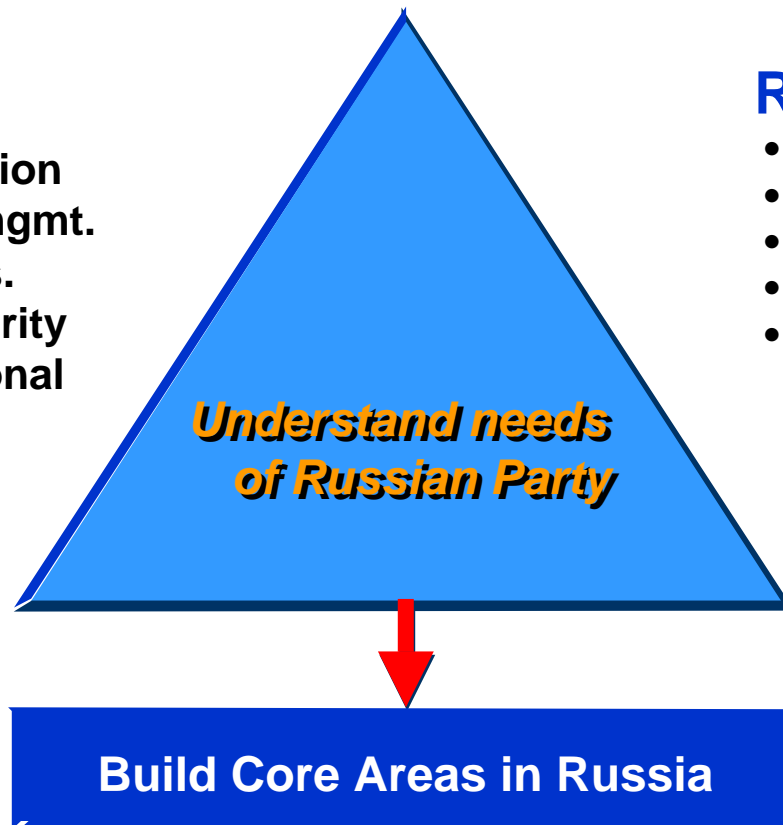 R
ion
ngmt.
s.
rity
onal
Understand needs
of Russian Party
Build Core Areas in Russia